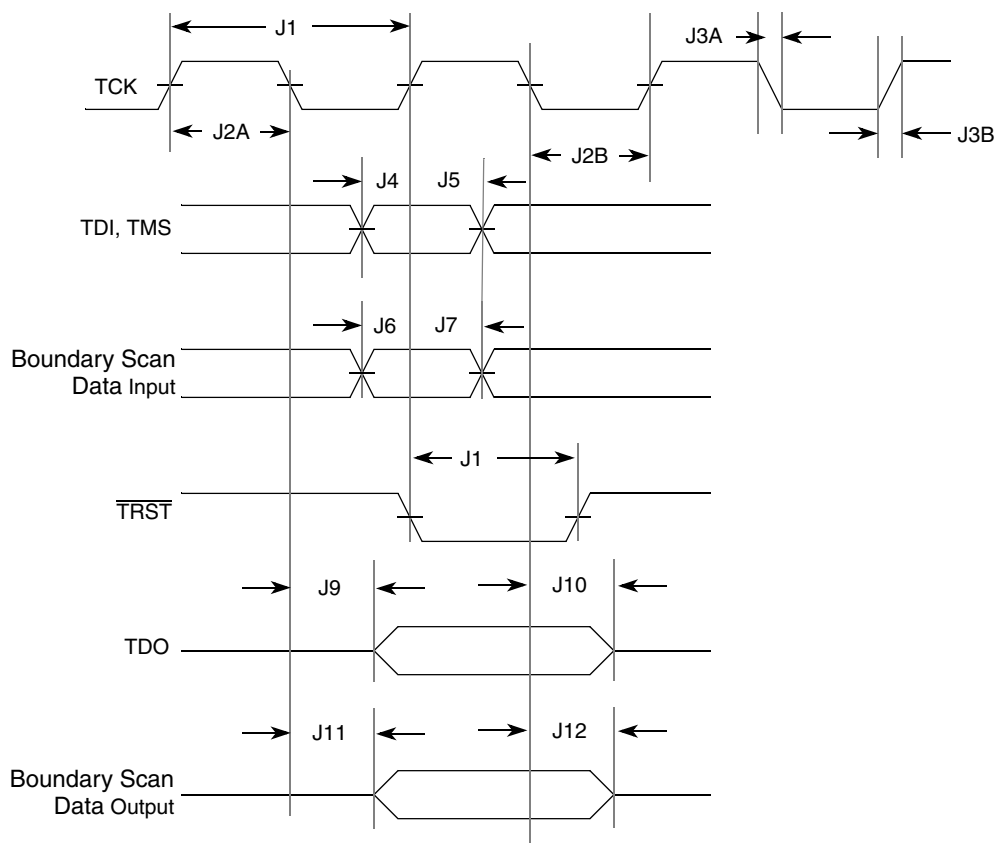 J1
J3A
TCK
J2A
J2B
J3B
J4
J5
TDI, TMS
J6
J7
Boundary Scan
Data Input
J1
TRST
J9
J10
TDO
J11
J12
Boundary Scan
Data Output